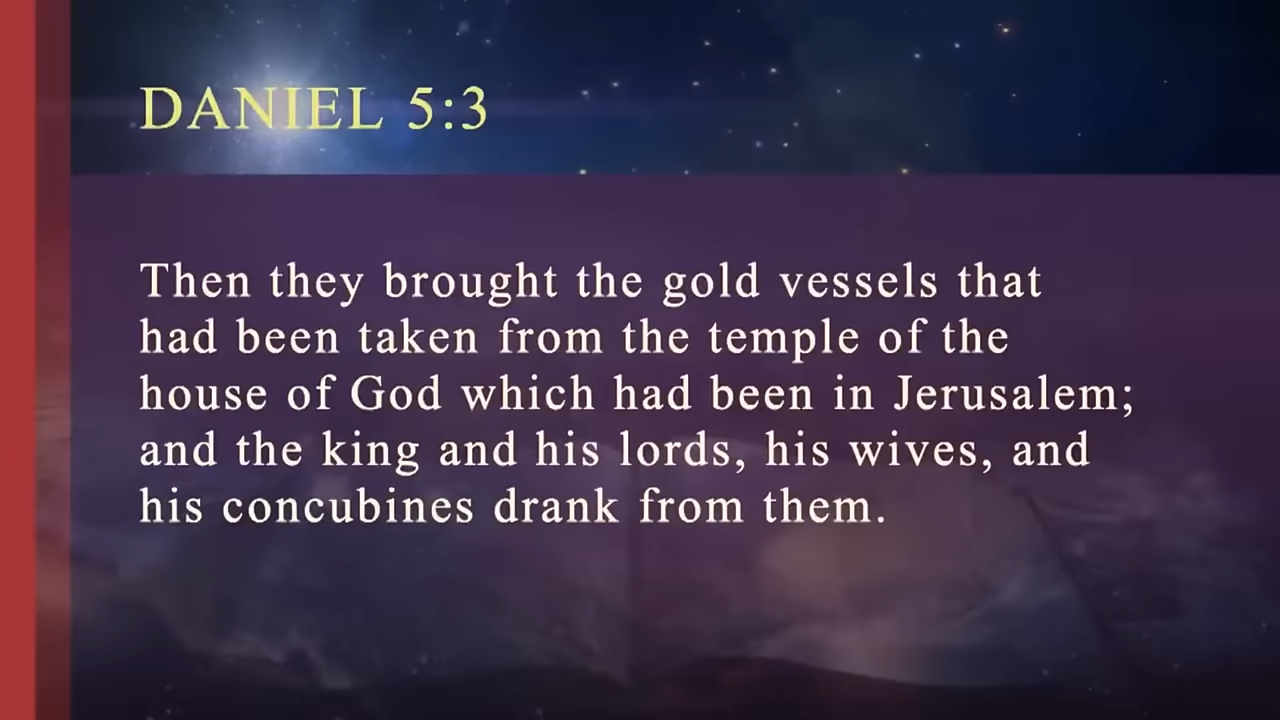 DANIEL 5:3
Then they brought the gold vessels that
had been taken from the temple of the
house of God which had been in Jerusalem;
and the king and his lords, his wives, and
his concubines drank from them.